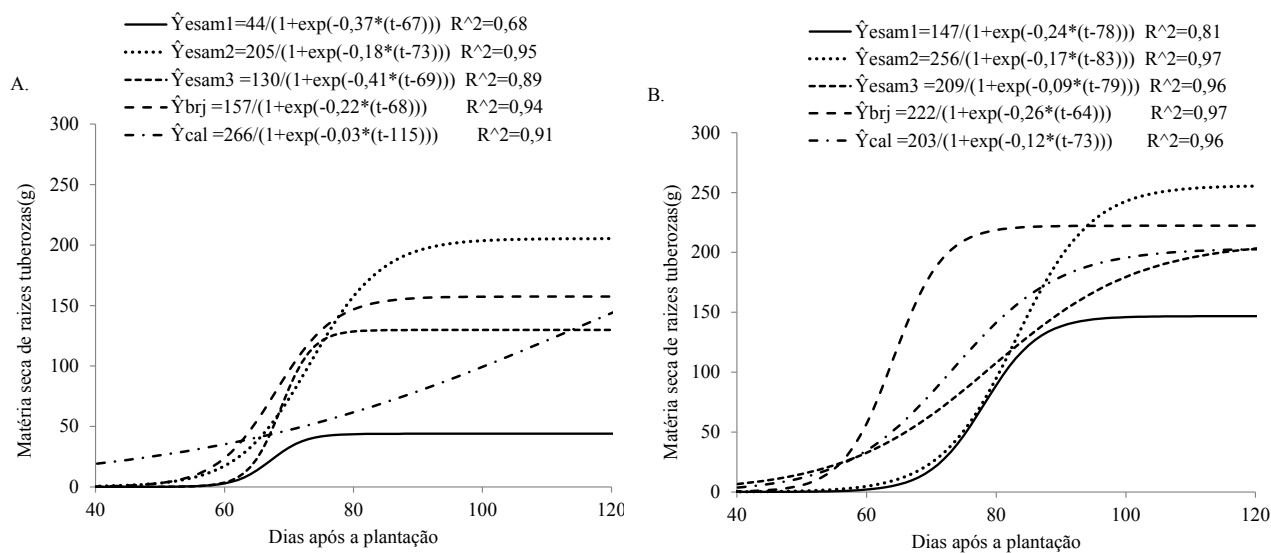 A.
Ŷesam1=44/(1+exp(-0,37*(t-67))) R^2=0,68
Ŷesam2=205/(1+exp(-0,18*(t-73))) R^2=0,95
Ŷesam3 =130/(1+exp(-0,41*(t-69))) R^2=0,89
Ŷbrj =157/(1+exp(-0,22*(t-68))) R^2=0,94
Ŷcal =266/(1+exp(-0,03*(t-115))) R^2=0,91
Matéria seca de raizes tuberozas(g)
300
250
200
150
100
50
0
40 60 80 100 120
Dias após a plantação
B.
Ŷesam1=147/(1+exp(-0,24*(t-78))) R^2=0,81
Ŷesam2=256/(1+exp(-0,17*(t-83))) R^2=0,97
Ŷesam3 =209/(1+exp(-0,09*(t-79))) R^2=0,96
Ŷbrj =222/(1+exp(-0,26*(t-64))) R^2=0,97
Ŷcal =203/(1+exp(-0,12*(t-73))) R^2=0,96
Matéria seca de raizes tuberozas(g)
300
250
200
150
100
50
0
40 60 80 100 120
Dias após a plantação